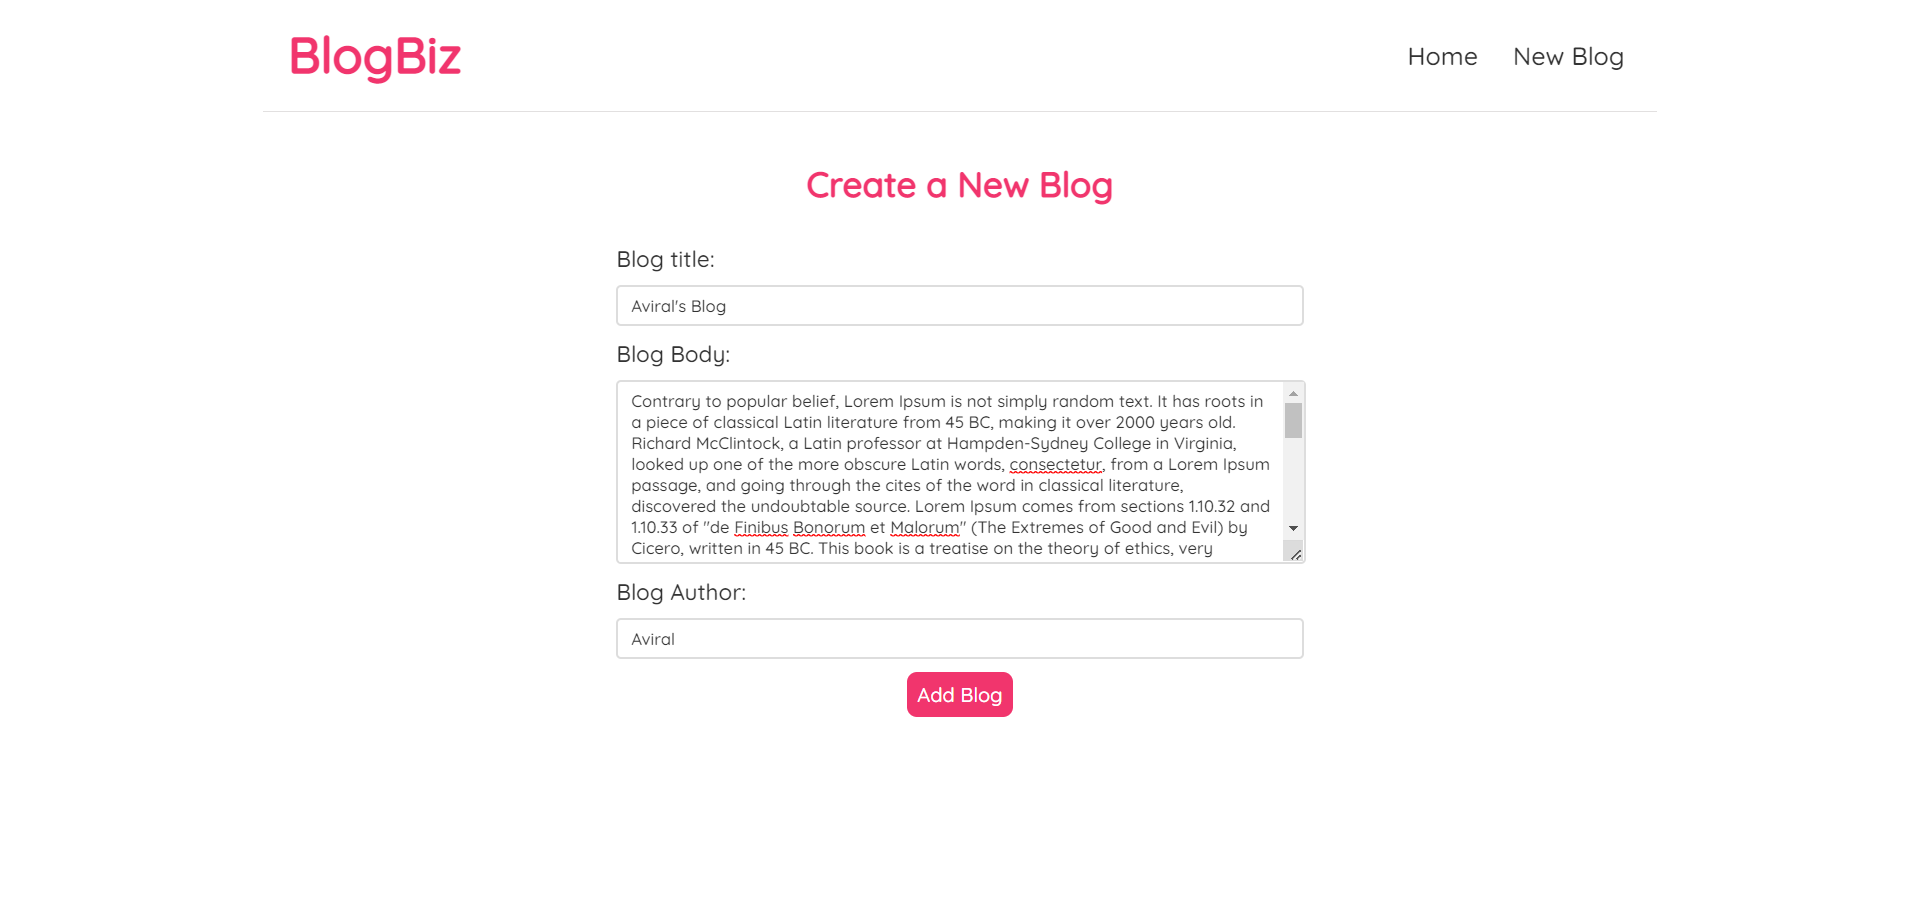 BlogBiz
Home
New Blog
Create a New Blog
Blog title:
Aviral's Blog
Blog Body:
Contrary to popular belief, Lorem Ipsum is not simply random text. It has roots in
a piece of classical Latin literature from 45 BC, making it over 2000 years old.
Richard McClintock, a Latin professor at Hampden-Sydney College in Virginia,
looked up one of the more obscure Latin words, consectetur, from a Lorem Ipsum
passage, and going through the cites of the word in classical literature,
discovered the undoubtable source. Lorem Ipsum comes from sections 1.10.32 and
1.10.33 of "de Finibus Bonorum et Malorum" (The Extremes of Good and Evil) by
Cicero, written in 45 BC. This book is a treatise on the theory of ethics, very
Blog Author:
Aviral
Add Blog